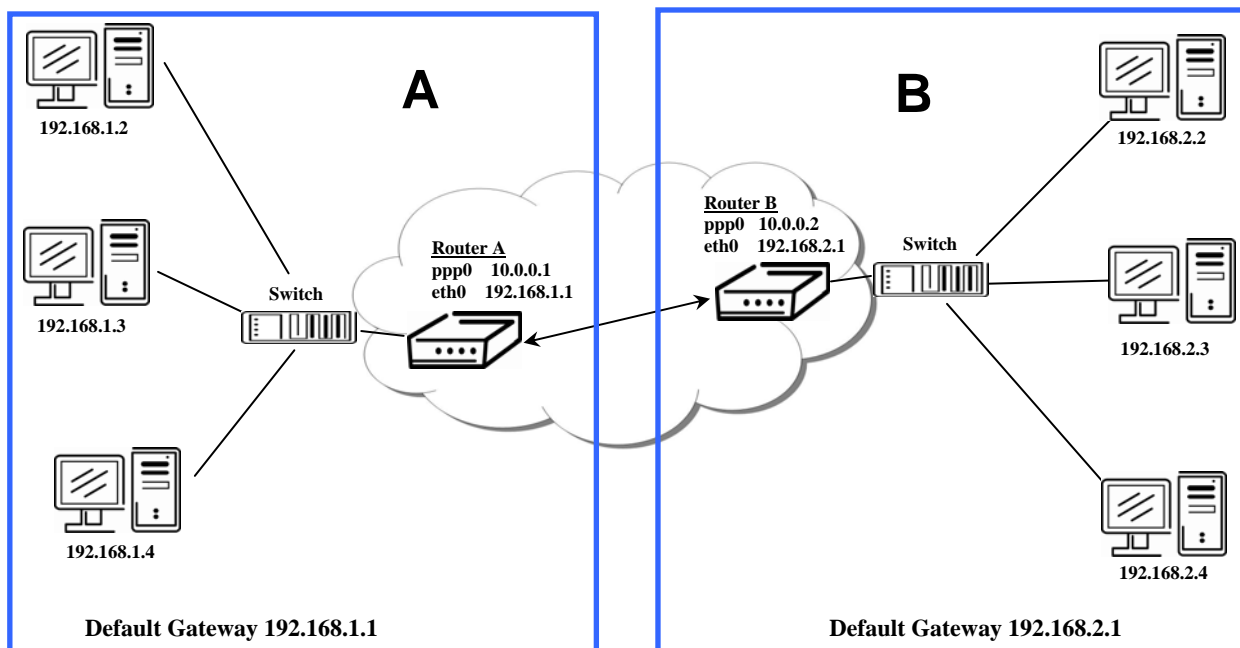 A
192.168.1.2
192.168.1.3
192.168.1.4
Switch
Router A
ppp0 10.0.0.1
eth0 192.168.1.1
Default Gateway 192.168.1.1
B
Router B
ppp0 10.0.0.2
eth0 192.168.2.1
Switch
192.168.2.2
192.168.2.3
192.168.2.4
Default Gateway 192.168.2.1